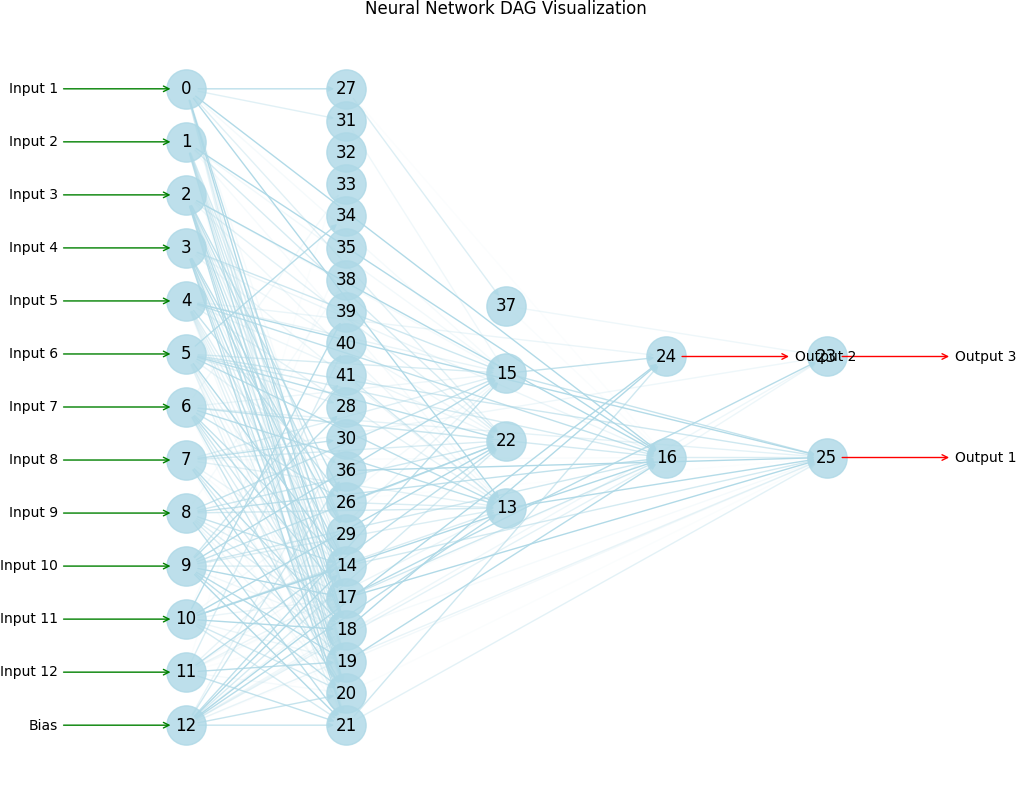 Neural Network DAG Visualization
Input 1
0
27
31
Input 2
1
32
33
Input 3
2
34
Input 4
3
35
38
Input 5
4
37
39
40
Input 6
5
24
Output 2
23
Output 3
41
15
Input 7
6
28
30
22
Input 8
7
16
25
Output 1
36
26
Input 9
8
13
29
Input 10
9
14
17
Input 11
10
18
19
Input 12
11
20
Bias
12
21